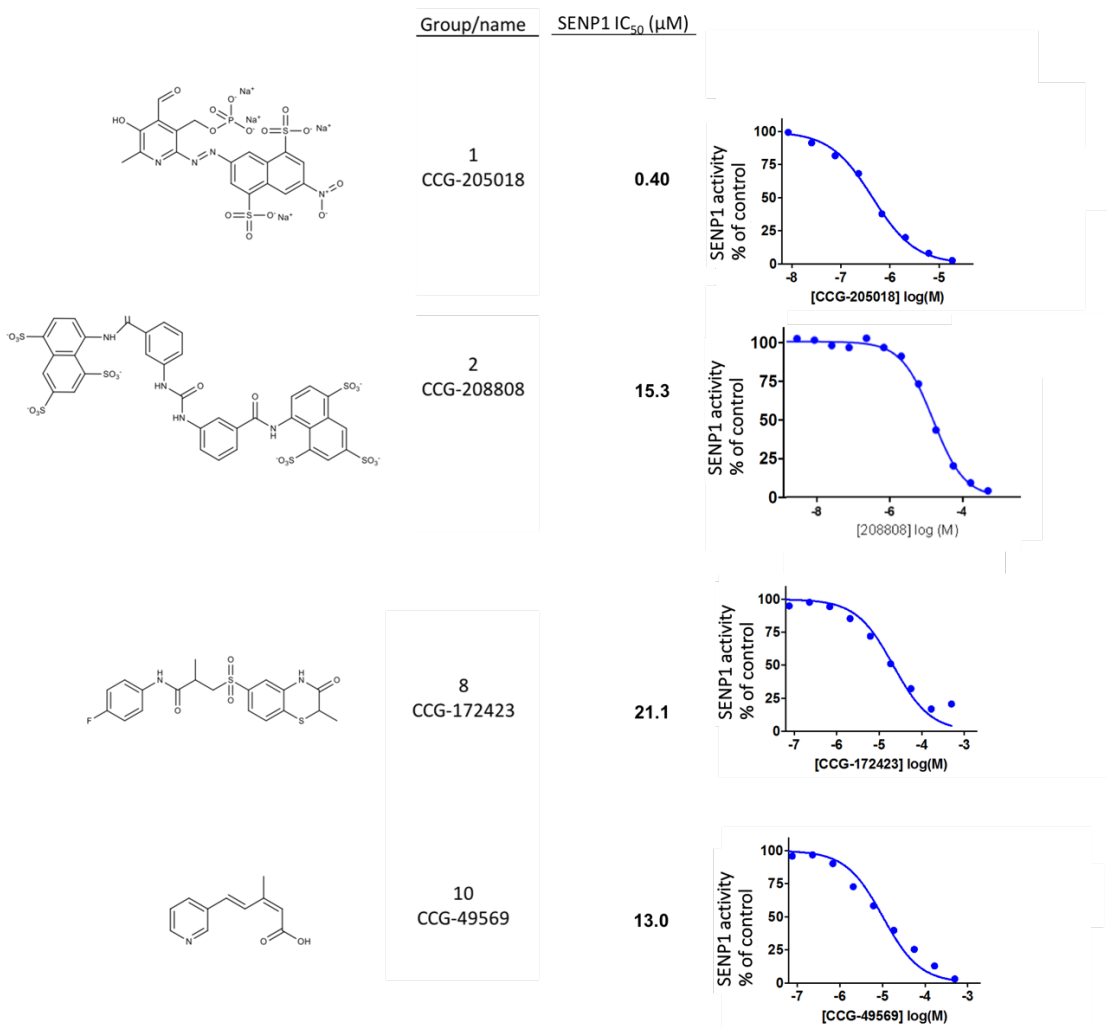 Group/name SENP1 IC50 (µM)
O
HO
N
N
N
O
O
P
O
O-
O-
Na+
Na+
O
S
O
O- Na+
N+
O
O-
O
S
O
O- Na+
1
CCG-205018
0.40
SENP1 activity
% of control
100
75
50
25
0
-8 -7 -6 -5
[CCG-205018] log(M)
-O3S
NH
SO3-
-O3S
HN
O
HN
O
N
H
SO3-
-O3S
SO3-
2
CCG-208808
15.3
SENP1 activity
% of control
100
75
50
25
0
-8 -6 -4
[208808] log (M)
F
H
N
O
O
S
O
H
N
O
S
8
CCG-172423
21.1
SENP1 activity
% of control
100
75
50
25
0
-7 -6 -5 -4 -3
[CCG-172423] log(M)
N
O
OH
10
CCG-49569
13.0
SENP1 activity
% of control
100
75
50
25
0
-7 -6 -5 -4 -3
[CCG-49569] log(M)